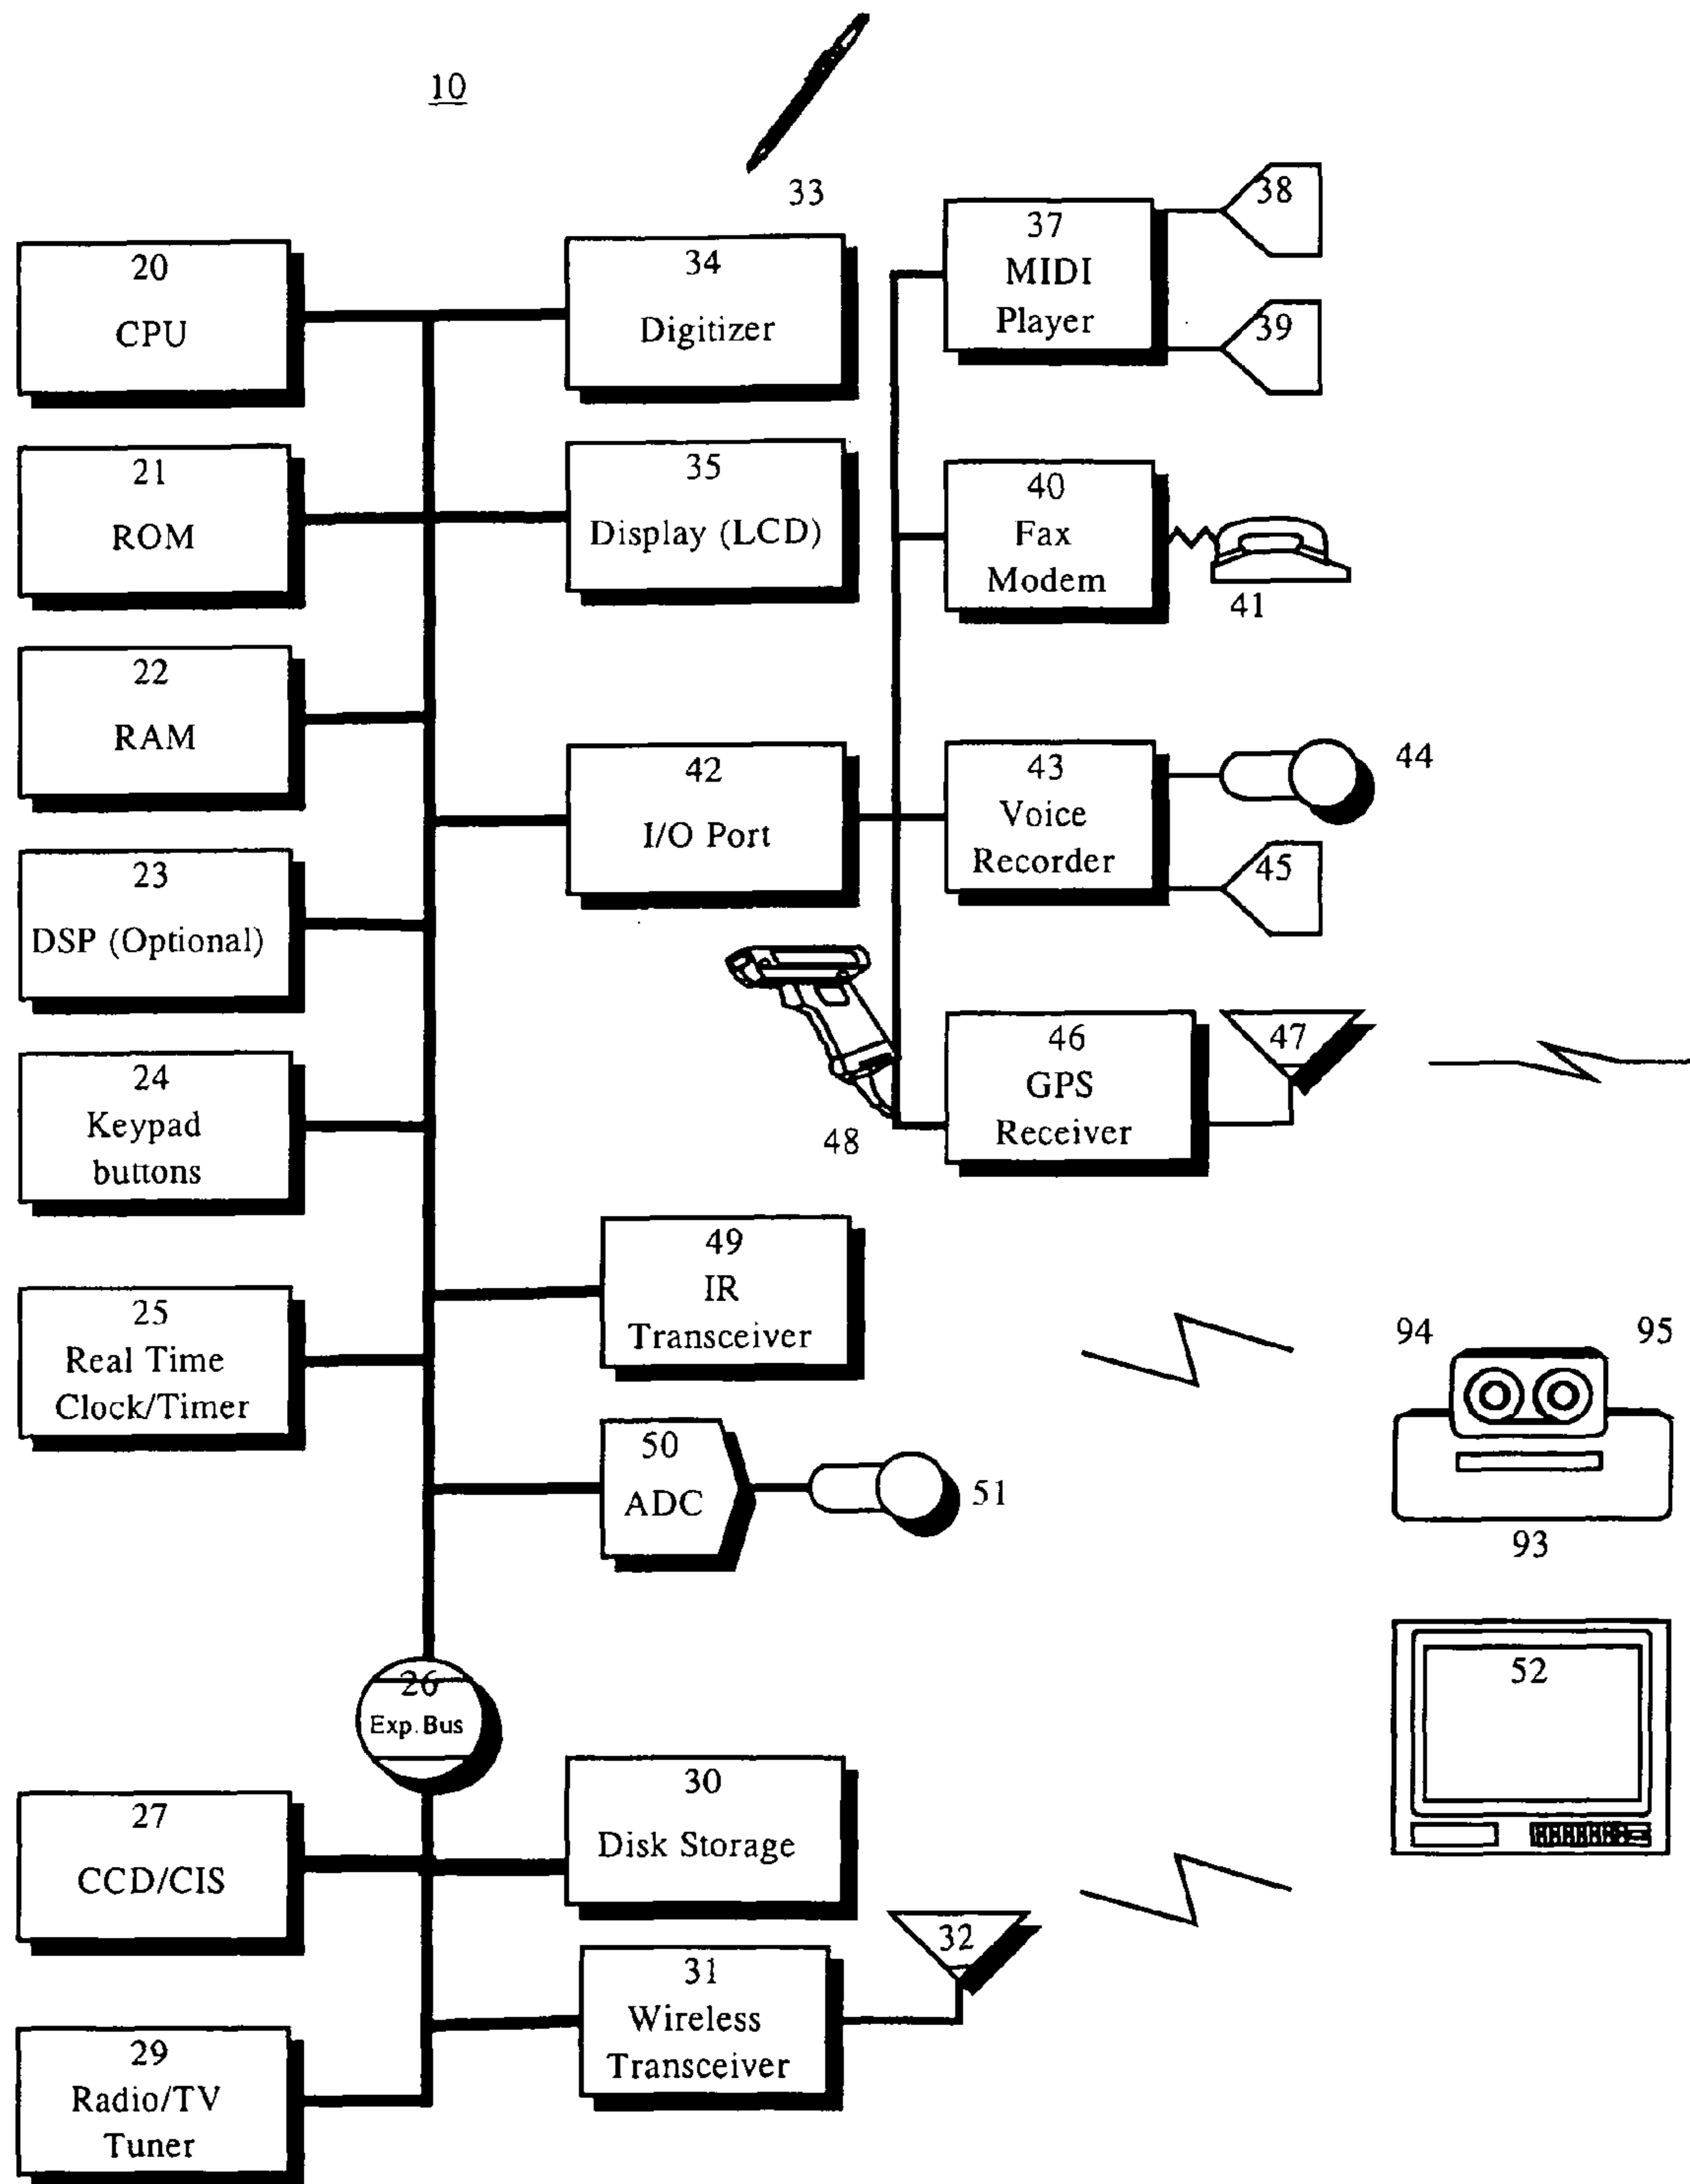 10
33
20
CPU
34
Digitizer
37
MIDI
Player
38
39
21
ROM
35
Display (LCD)
40
Fax
Modem
41
22
RAM
42
I/O Port
43
Voice
Recorder
44
45
23
DSP (Optional)
24
Keypad
buttons
48
46
GPS
Receiver
47
25
Real Time
Clock/Timer
49
IR
Transceiver
94
95
93
50
ADC
51
26
Exp. Bus
52
27
CCD/CIS
30
Disk Storage
29
Radio/TV
Tuner
31
Wireless
Transceiver
32